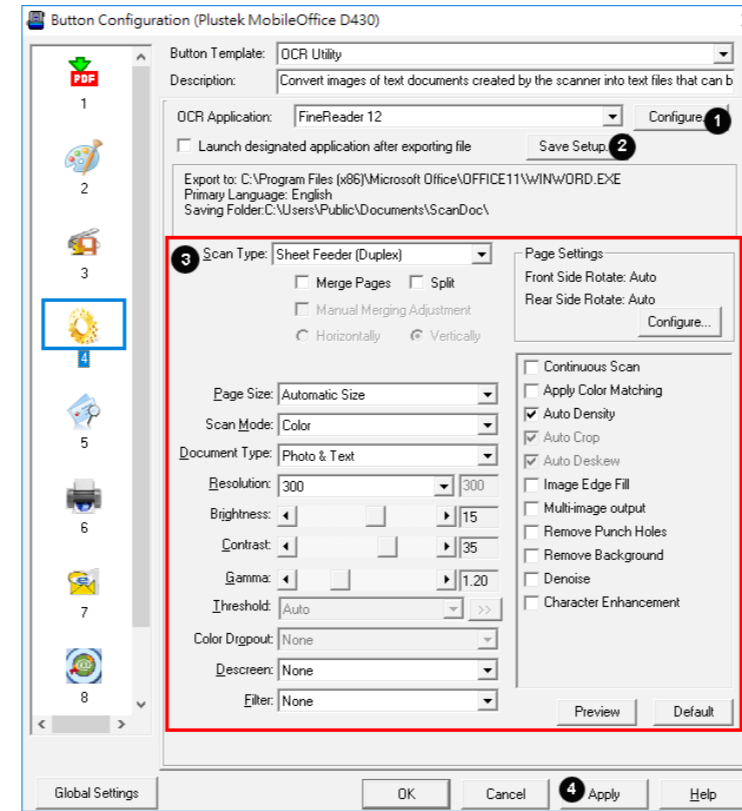 Button Configuration (Plustek MobileOffice D430)
PDF
1
2
3
4
5
6
7
8
Global Settings
Button Template: OCR Utility
Description: Convert images of text documents created by the scanner into text files that can b
OCR Application: FineReader 12 Configure. 1
Launch designated application after exporting file Save Setup. 2
Export to: C:\Program Files (x86)\Microsoft Office\OFFICE11\WINWORD.EXE
Primary Language: English
Saving Folder:C:\Users\Public\Documents\ScanDoc\
3 Scan Type: Sheet Feeder (Duplex)
Merge Pages Split
Manual Merging Adjustment
Horizontally Vertically
Page Size: Automatic Size
Scan Mode: Color
Document Type: Photo & Text
Resolution: 300 300
Brightness: 15
Contrast: 35
Gamma: 1.20
Threshold: Auto >>
Color Dropout: None
Descreen: None
Filter: None
Page Settings
Front Side Rotate: Auto
Rear Side Rotate: Auto
Configure...
Continuous Scan
Apply Color Matching
Auto Density
Auto Crop
Auto Deskew
Image Edge Fill
Multi-image output
Remove Punch Holes
Remove Background
Denoise
Character Enhancement
Preview Default
OK Cancel 4 Apply Help